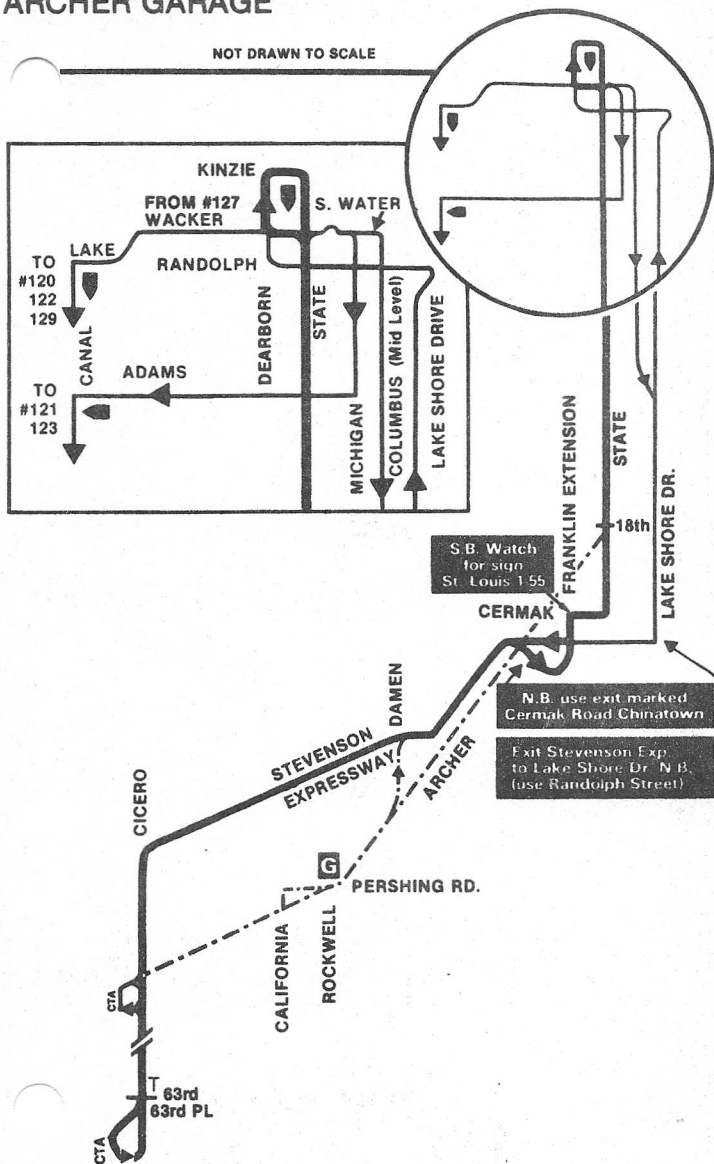 ARCHER GARAGE
NOT DRAWN TO SCALE
KINZIE
FROM #127
WACKER
S. WATER
LAKE
TO
#120
122
129
RANDOLPH
CANAL
DEARBORN
STATE
MICHIGAN
COLUMBUS (Mid Level)
LAKE SHORE DRIVE
ADAMS
TO
#121
123
FRANKLIN EXTENSION
STATE
LAKE SHORE DR.
18th
S.B. Watch
for sign
St. Louis I-55
CERMAK
N.B. use exit marked
Cermak Road Chinatown
Exit Stevenson Exp.
to Lake Shore Dr. N.B.
(use Randolph Street)
DAMEN
STEVENSON
EXPRESSWAY
ARCHER
CICERO
G
PERSHING RD.
CALIFORNIA
ROCKWELL
CTA
T
63rd
63rd PL
CTA